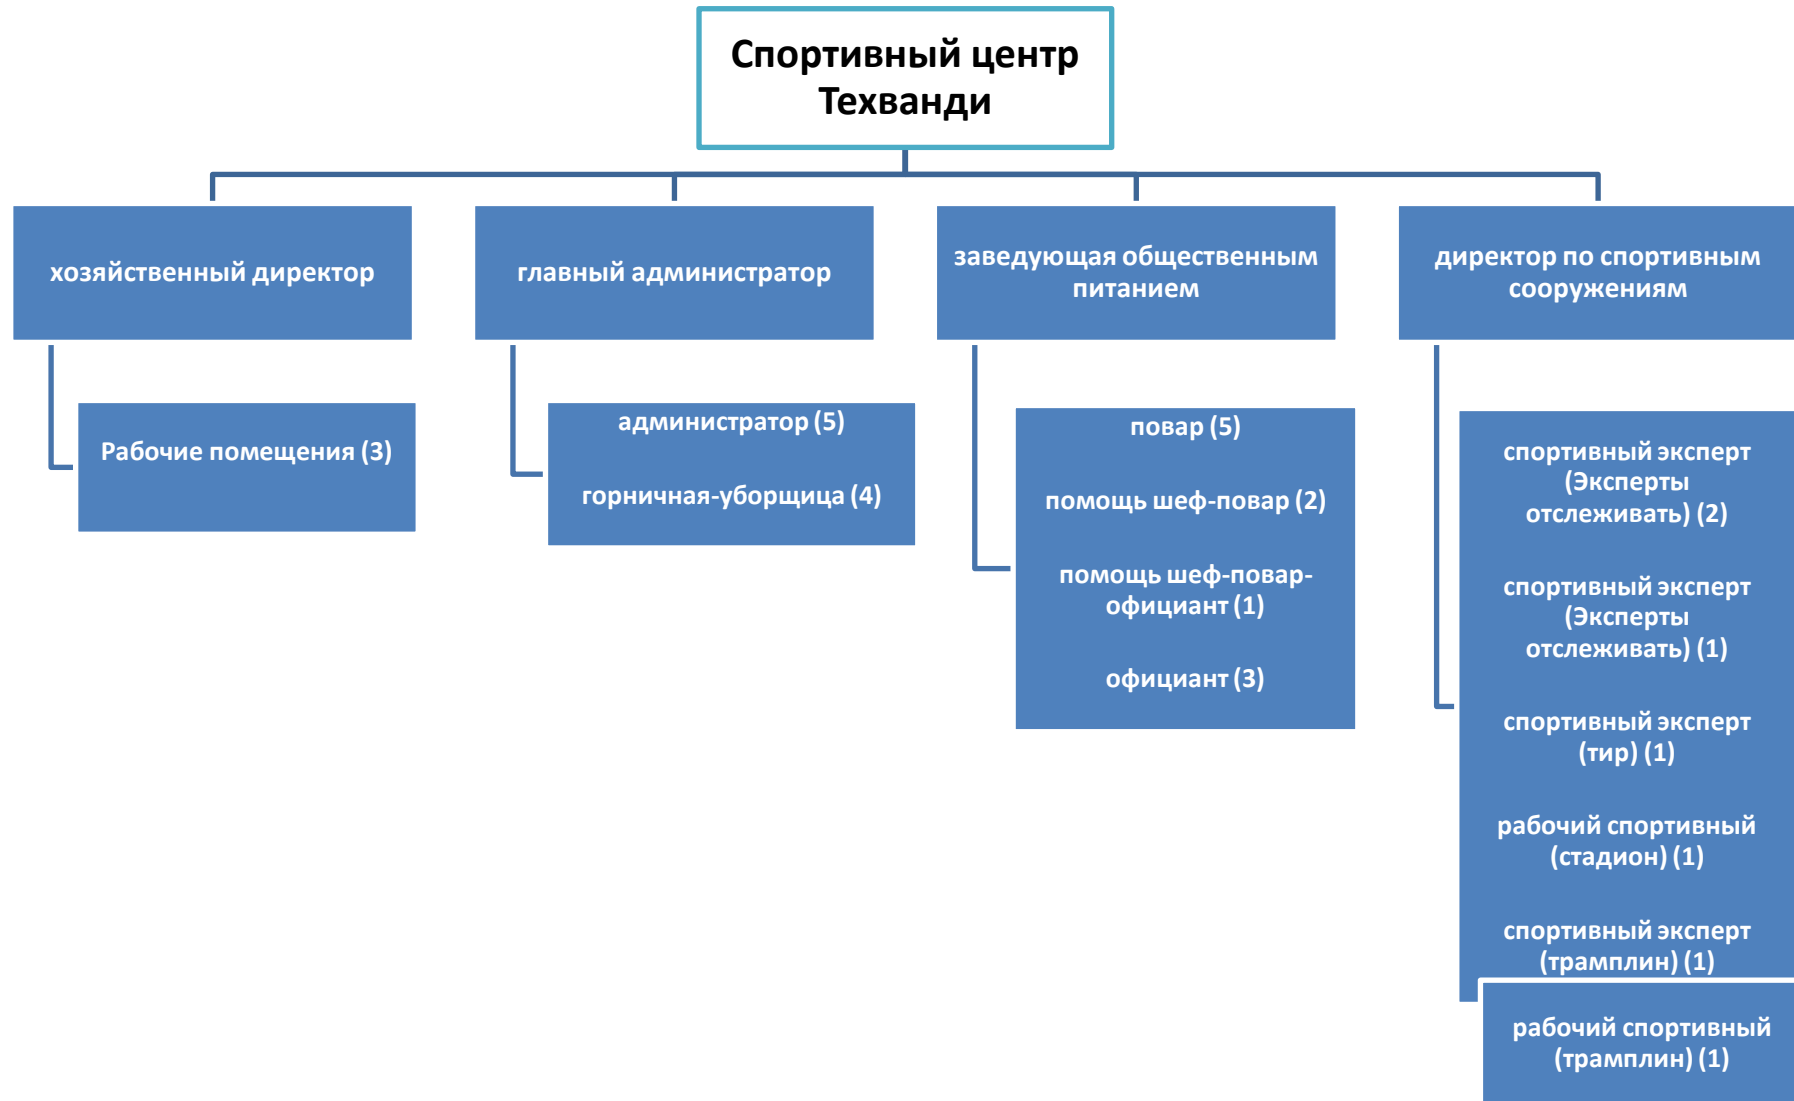 Спортивный центр
Техванди
хозяйственный директор
главный администратор
заведующая общественным
питанием
директор по спортивным
сооружениям
Рабочие помещения (3)
администратор (5)
горничная-уборщица (4)
повар (5)
помощь шеф-повар (2)
помощь шеф-повар-
официант (1)
официант (3)
спортивный эксперт
(Эксперты
отслеживать) (2)
спортивный эксперт
(Эксперты
отслеживать) (1)
спортивный эксперт
(тир) (1)
рабочий спортивный
(стадион) (1)
спортивный эксперт
(трамплин) (1)
рабочий спортивный
(трамплин) (1)